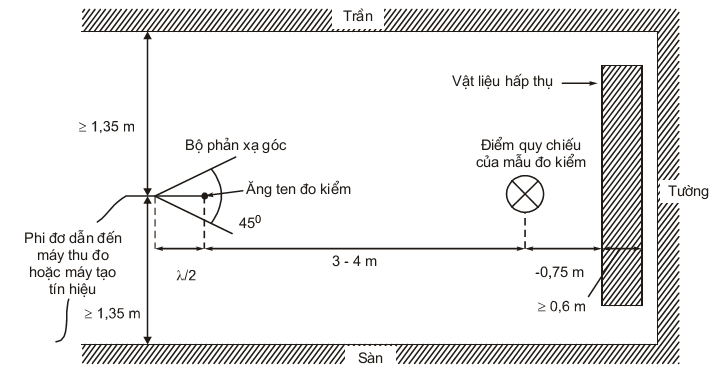 Trần
Vật liệu hấp thụ
≥ 1,35 m
Bộ phản xạ góc
Điểm quy chiếu
của mẫu đo kiểm
Ăng ten đo kiểm
Tường
45⁰
Phi đơ dẫn đến
máy thu đo
hoặc máy tạo
tín hiệu
3 - 4 m
-0,75 m
λ/2
≥ 0,6 m
≥ 1,35 m
Sàn